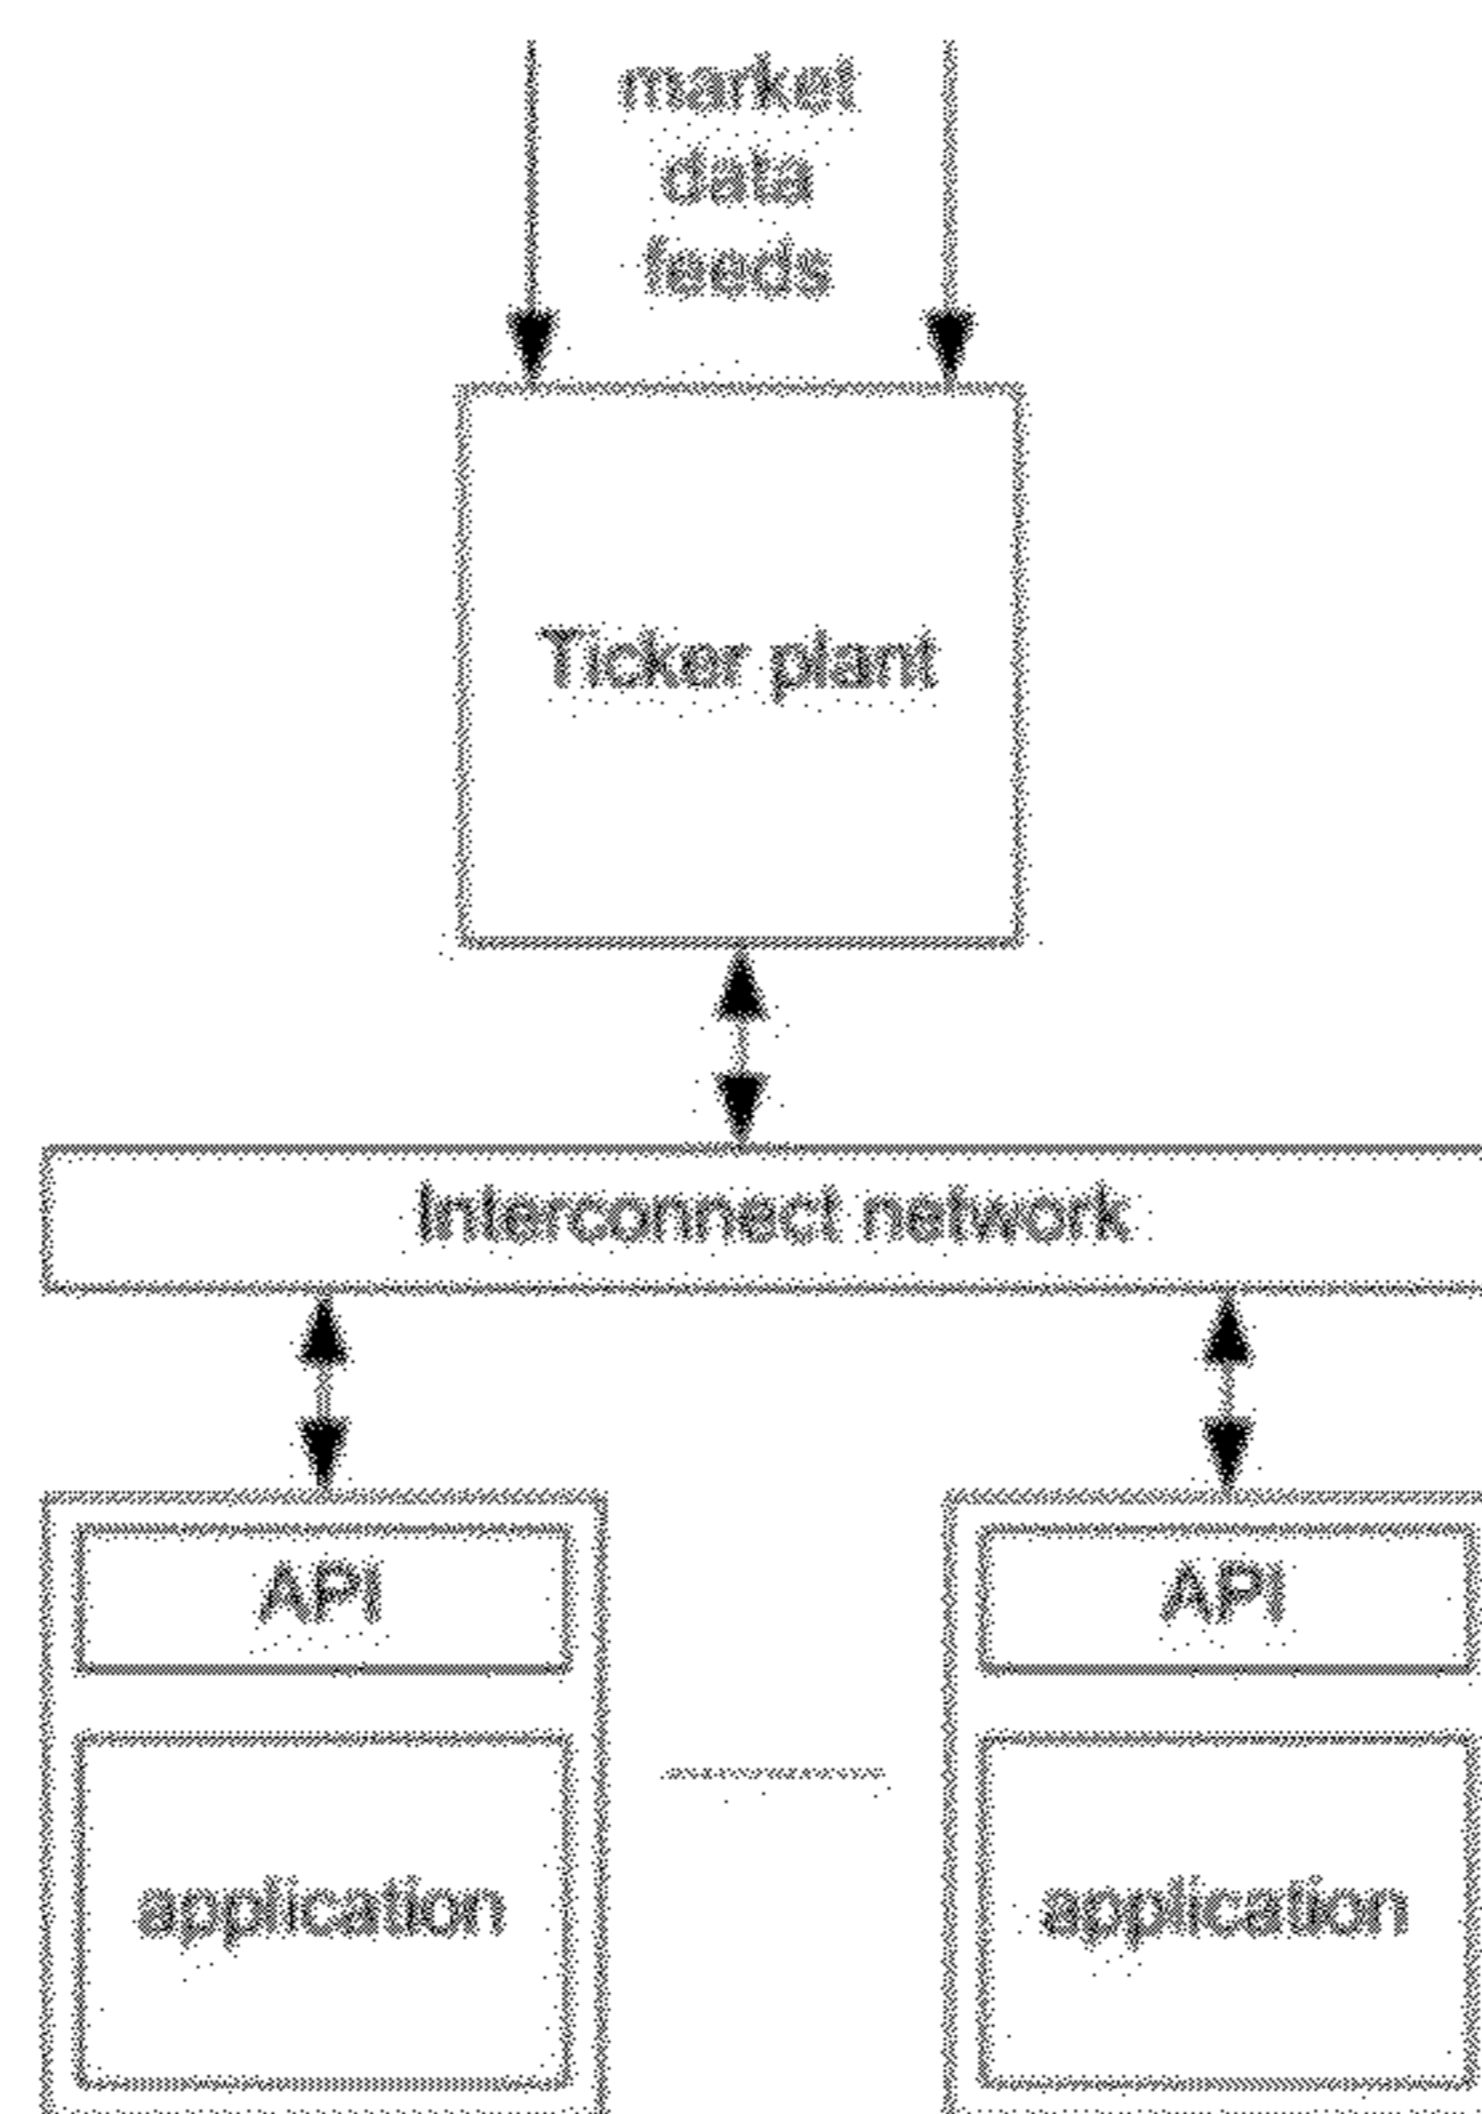 market
data
feeds
Ticker plant
Interconnect network
API
API
application
application